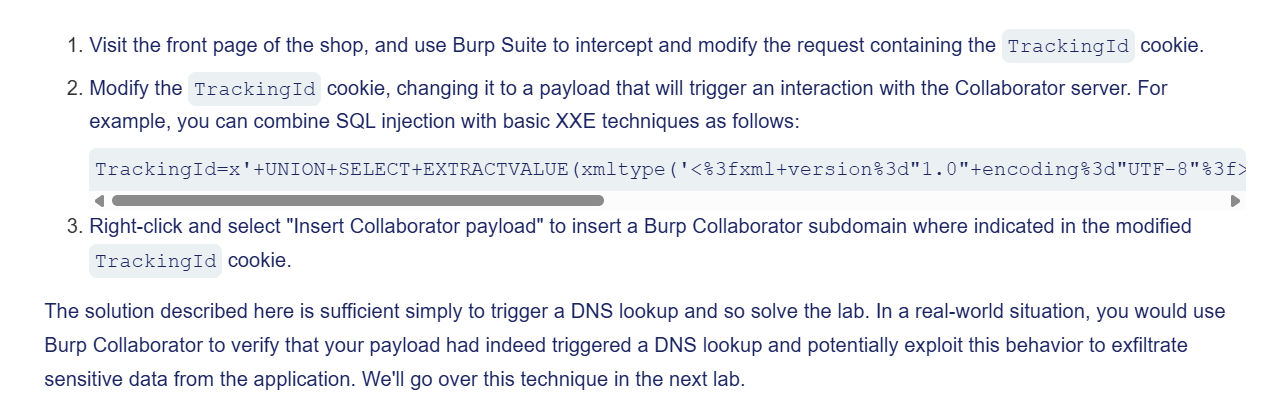 1. Visit the front page of the shop, and use Burp Suite to intercept and modify the request containing the TrackingId cookie.
2. Modify the TrackingId cookie, changing it to a payload that will trigger an interaction with the Collaborator server. For
example, you can combine SQL injection with basic XXE techniques as follows:
TrackingId=x'+UNION+SELECT+EXTRACTVALUE(xmltype('<%3fxml+version%3d"1.0"+encoding%3d"UTF-8"%3f>
3. Right-click and select "Insert Collaborator payload" to insert a Burp Collaborator subdomain where indicated in the modified
TrackingId cookie.
The solution described here is sufficient simply to trigger a DNS lookup and so solve the lab. In a real-world situation, you would use
Burp Collaborator to verify that your payload had indeed triggered a DNS lookup and potentially exploit this behavior to exfiltrate
sensitive data from the application. We'll go over this technique in the next lab.